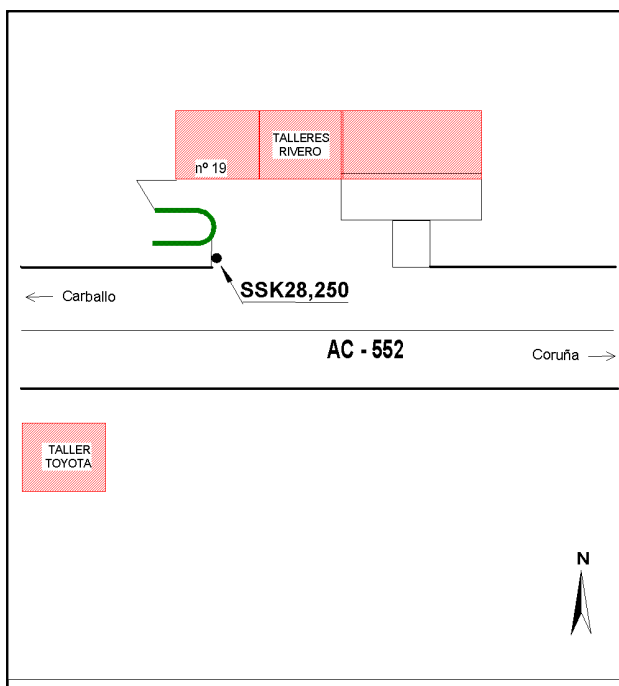 TALLERES
RIVERO
nº 19
SSK28,250
Carballo
AC - 552
Coruña
TALLER
TOYOTA
N